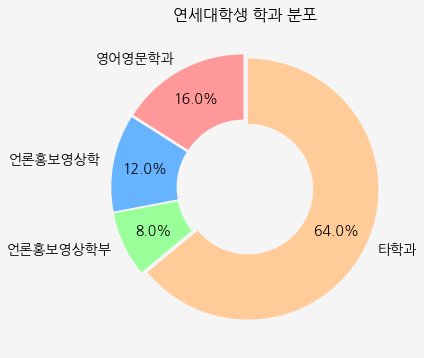 연세대학생 학과 분포
영어영문학과
16.0%
언론홍보영상학
12.0%
8.0%
언론홍보영상학부
64.0%
타학과